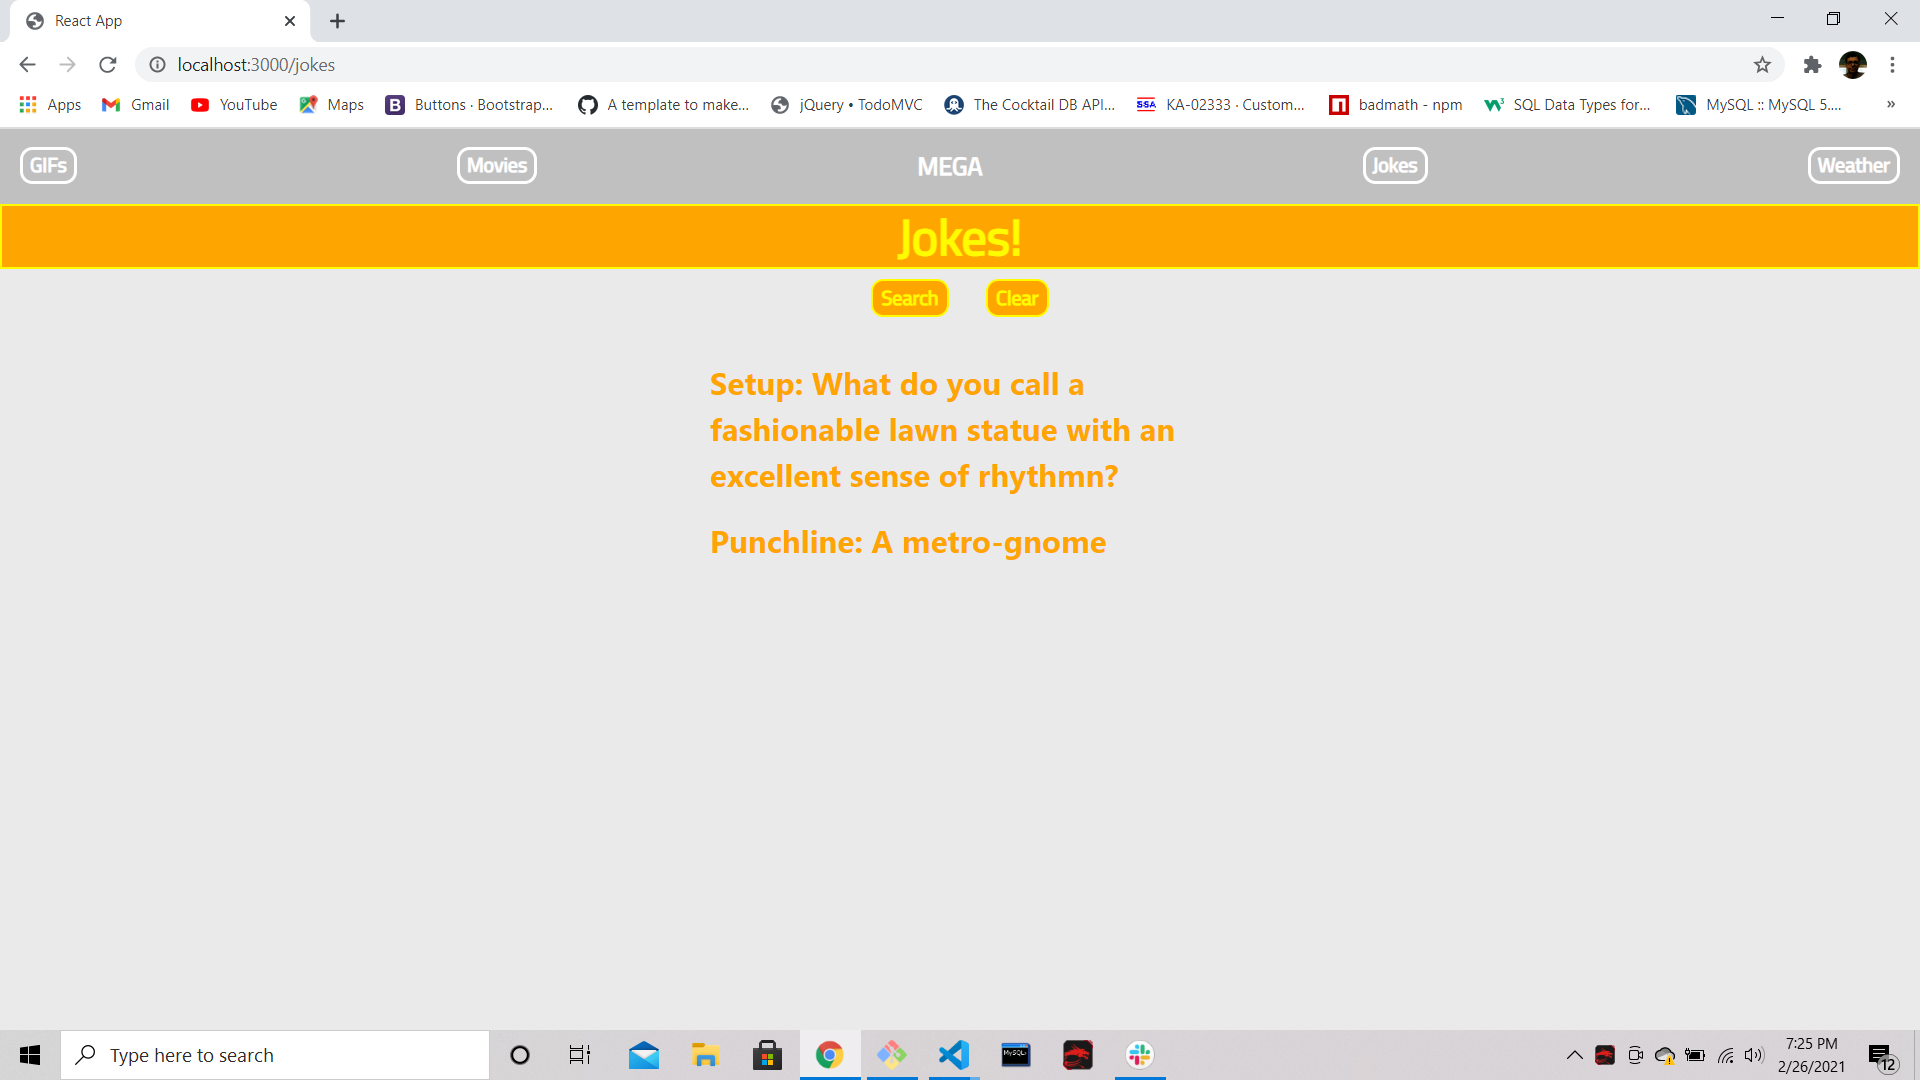 React App
localhost:3000/jokes
Apps Gmail YouTube Maps Buttons · Bootstrap... A template to make... jQuery • TodoMVC The Cocktail DB API... KA-02333 · Custom... badmath - npm SQL Data Types for... MySQL :: MySQL 5.... »
GIFs Movies MEGA Jokes Weather
Jokes!
Search Clear
Setup: What do you call a
fashionable lawn statue with an
excellent sense of rhythmn?
Punchline: A metro-gnome
Type here to search
7:25 PM
2/26/2021
12